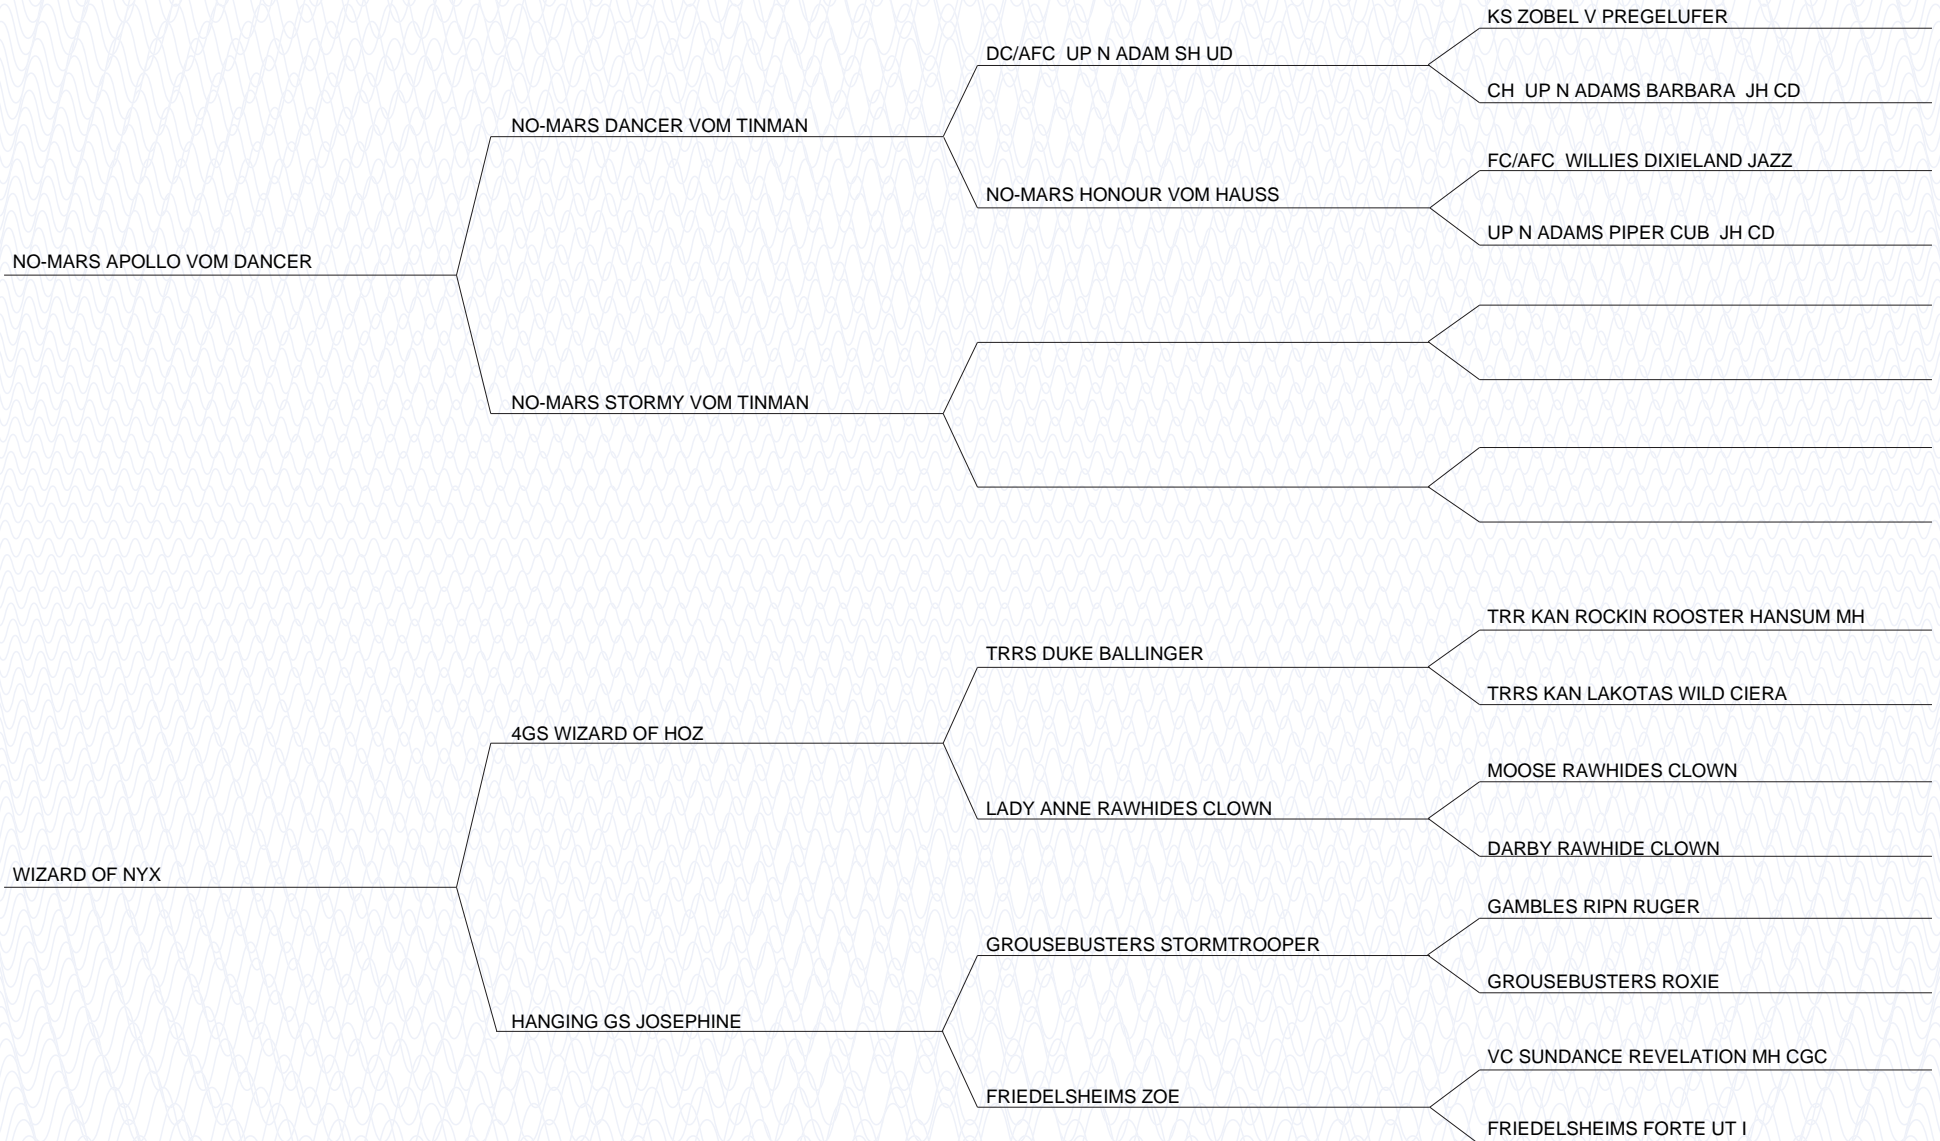 KS ZOBEL V PREGELUFER
DC/AFC  UP N ADAM SH UD
CH  UP N ADAMS BARBARA  JH CD
NO-MARS DANCER VOM TINMAN
FC/AFC  WILLIES DIXIELAND JAZZ
NO-MARS HONOUR VOM HAUSS
UP N ADAMS PIPER CUB  JH CD
NO-MARS APOLLO VOM DANCER
NO-MARS STORMY VOM TINMAN
TRR KAN ROCKIN ROOSTER HANSUM MH
TRRS DUKE BALLINGER
TRRS KAN LAKOTAS WILD CIERA
4GS WIZARD OF HOZ
MOOSE RAWHIDES CLOWN
LADY ANNE RAWHIDES CLOWN
DARBY RAWHIDE CLOWN
WIZARD OF NYX
GAMBLES RIPN RUGER
GROUSEBUSTERS STORMTROOPER
GROUSEBUSTERS ROXIE
HANGING GS JOSEPHINE
VC SUNDANCE REVELATION MH CGC
FRIEDELSHEIMS ZOE
FRIEDELSHEIMS FORTE UT I